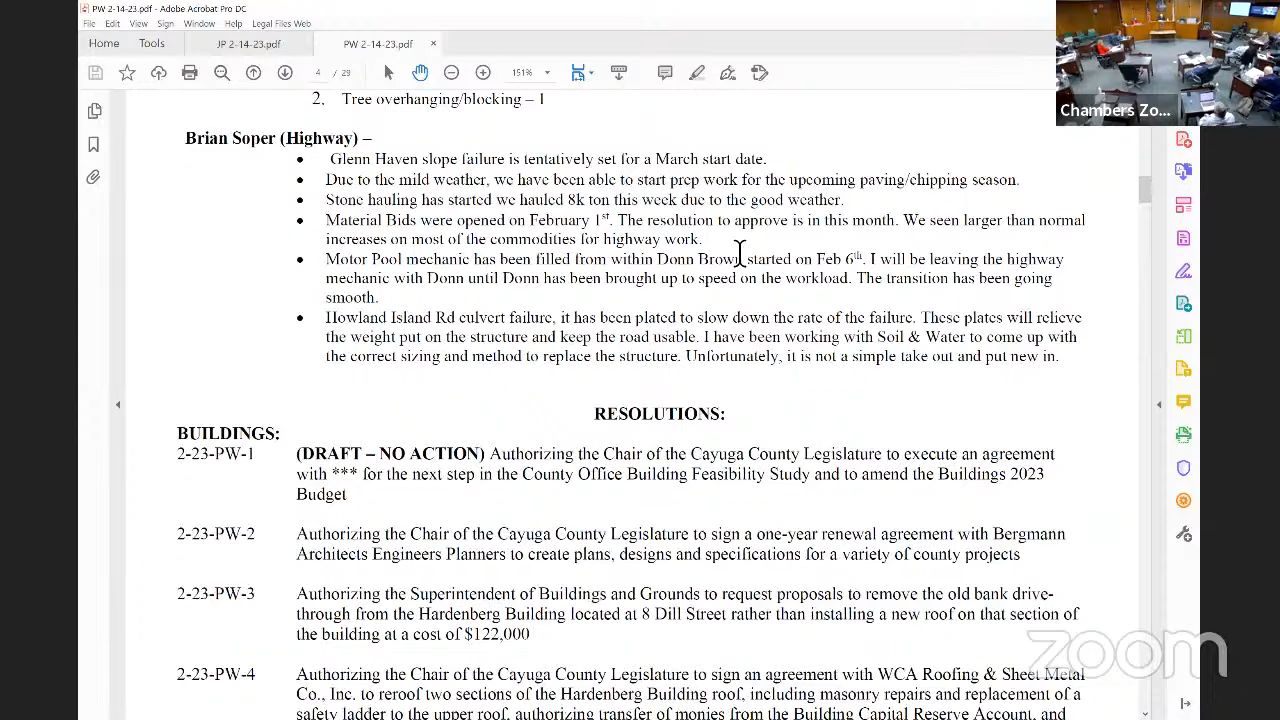 PW 2-14-23.pdf - Adobe Acrobat Pro DC
File Edit View Sign Window Help Legal Files Web
Home Tools JP 2-14-23.pdf PW 2-14-23.pdf ×
4 / 29 151%
Chambers Zo...
2. Tree overhanging/blocking – 1
Brian Soper (Highway) –
• Glenn Haven slope failure is tentatively set for a March start date.
• Due to the mild weather, we have been able to start prep work for the upcoming paving/chipping season.
• Stone hauling has started we hauled 8k ton this week due to the good weather.
• Material Bids were opened on February 1st. The resolution to approve is in this month. We seen larger than normal
increases on most of the commodities for highway work.
• Motor Pool mechanic has been filled from within Donn Brown started on Feb 6th. I will be leaving the highway
mechanic with Donn until Donn has been brought up to speed on the workload. The transition has been going
smooth.
• Howland Island Rd culvert failure, it has been plated to slow down the rate of the failure. These plates will relieve
the weight put on the structure and keep the road usable. I have been working with Soil & Water to come up with
the correct sizing and method to replace the structure. Unfortunately, it is not a simple take out and put new in.
RESOLUTIONS:
BUILDINGS:
2-23-PW-1 (DRAFT – NO ACTION) Authorizing the Chair of the Cayuga County Legislature to execute an agreement
with *** for the next step in the County Office Building Feasibility Study and to amend the Buildings 2023
Budget
2-23-PW-2 Authorizing the Chair of the Cayuga County Legislature to sign a one-year renewal agreement with Bergmann
Architects Engineers Planners to create plans, designs and specifications for a variety of county projects
2-23-PW-3 Authorizing the Superintendent of Buildings and Grounds to request proposals to remove the old bank drive-
through from the Hardenberg Building located at 8 Dill Street rather than installing a new roof on that section of
the building at a cost of $122,000
2-23-PW-4 Authorizing the Chair of the Cayuga County Legislature to sign an agreement with WCA Roofing & Sheet Metal
Co., Inc. to reroof two sections of the Hardenberg Building roof, including masonry repairs and replacement of a
safety ladder to the upper roof, authorizing transfer of monies from the Building Capital Reserve Account, and
zoom